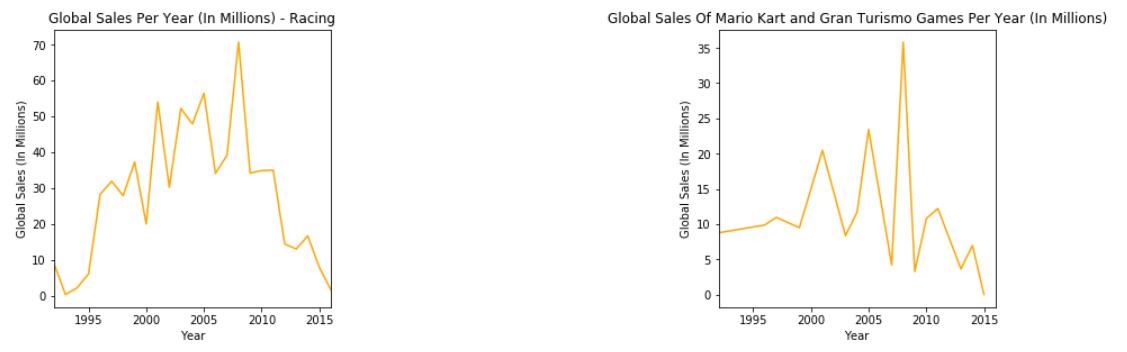 Global Sales Per Year (In Millions) - Racing
Global Sales (In Millions)
70
60
50
40
30
20
10
0
1995 2000 2005 2010 2015
Year
Global Sales Of Mario Kart and Gran Turismo Games Per Year (In Millions)
Global Sales (In Millions)
35
30
25
20
15
10
5
0
1995 2000 2005 2010 2015
Year